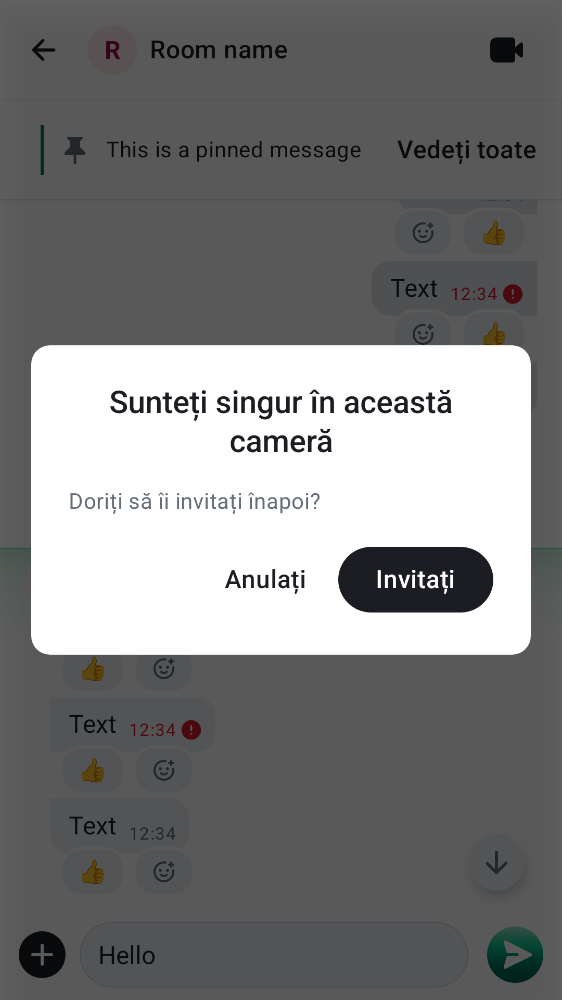 R Room name
This is a pinned message Vedeți toate
Text 12:34
Sunteți singur în această
cameră
Doriți să îi invitați înapoi?
Anulați Invitați
Text 12:34
Text 12:34
Hello